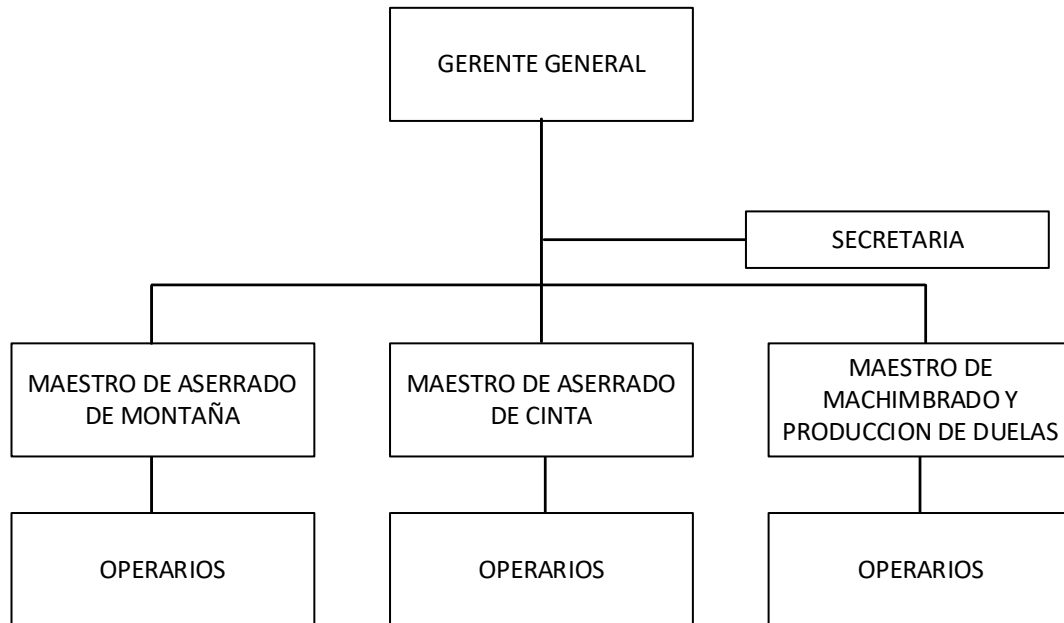 GERENTE GENERAL
SECRETARIA
MAESTRO DE ASERRADO
DE MONTAÑA
MAESTRO DE ASERRADO
DE CINTA
MAESTRO DE
MACHIMBRADO Y
PRODUCCION DE DUELAS
OPERARIOS
OPERARIOS
OPERARIOS